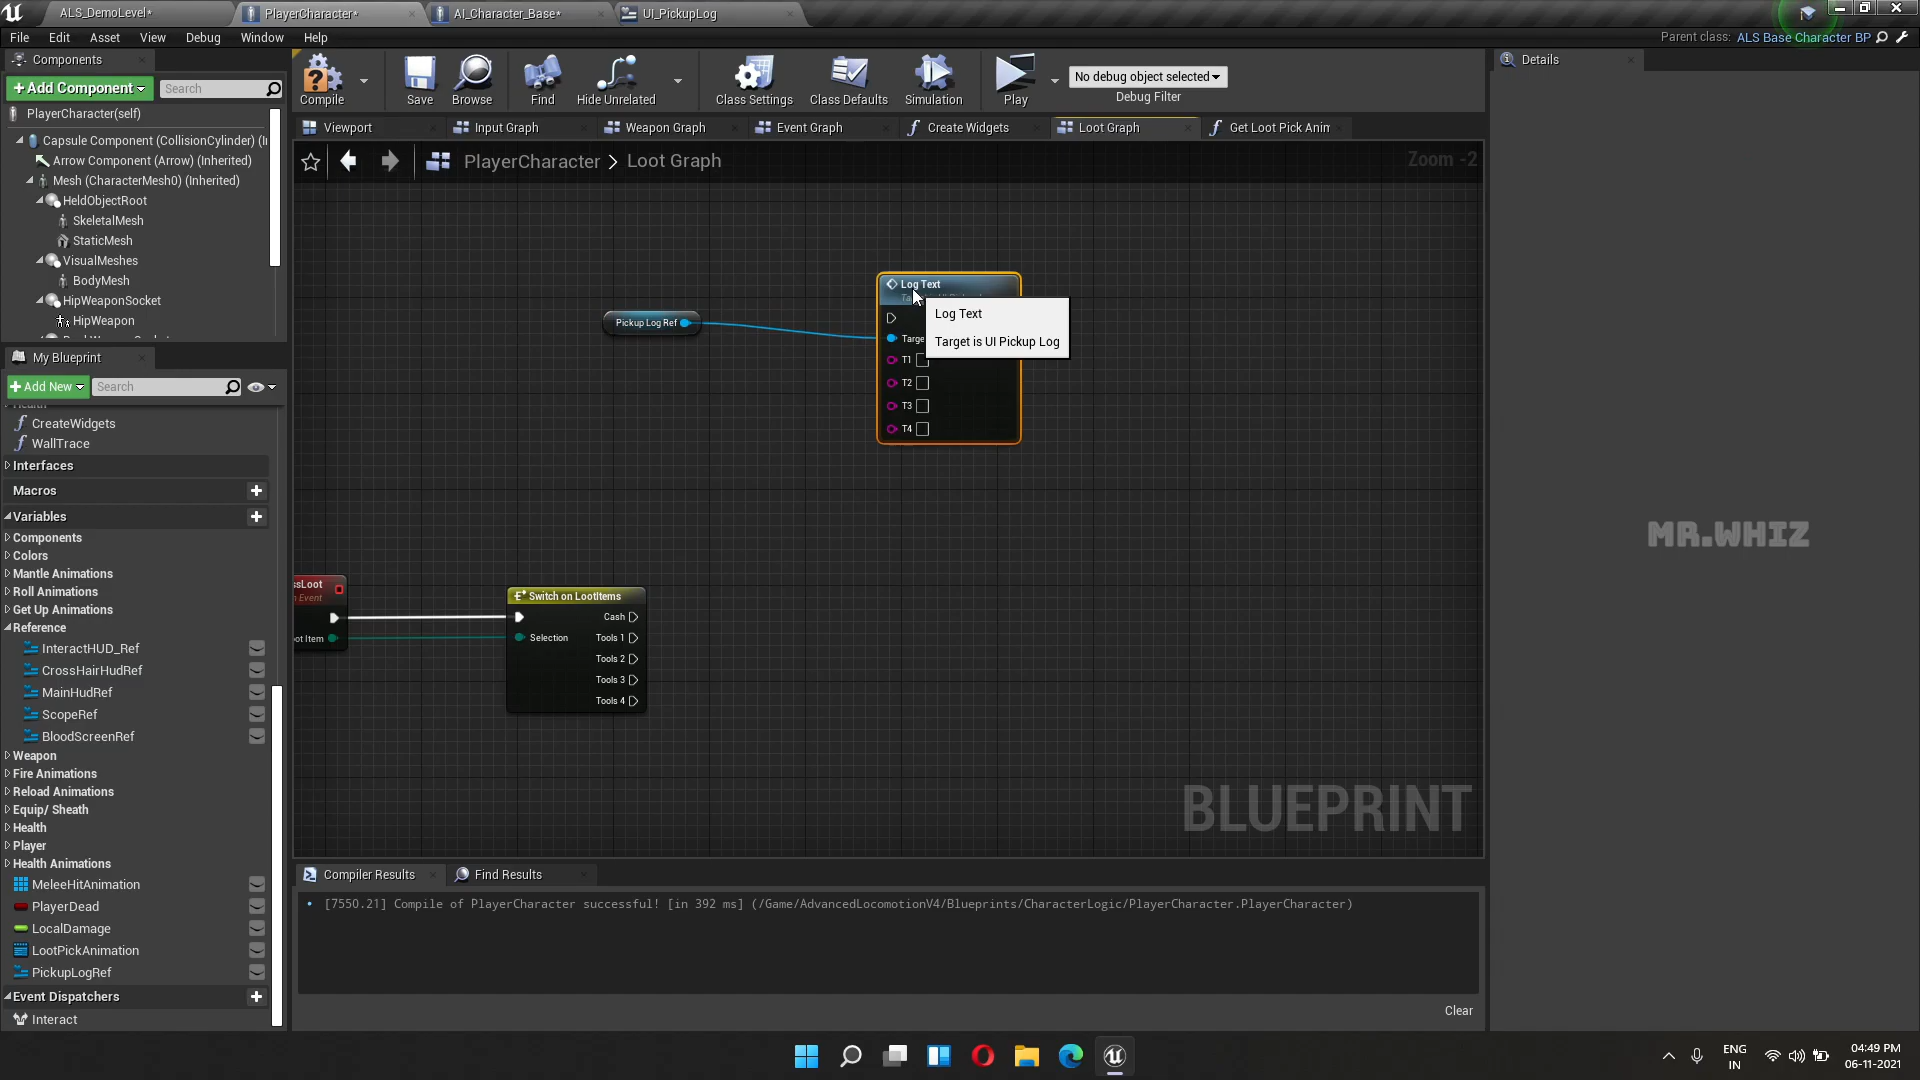 ALS_DemoLevel*
PlayerCharacter*
AI_Character_Base*
UI_PickupLog
File Edit Asset View Debug Window Help
Parent class: ALS Base Character BP
Components
+Add Component
Search
PlayerCharacter(self)
Capsule Component (CollisionCylinder) (I
Arrow Component (Arrow) (Inherited)
Mesh (CharacterMesh0) (Inherited)
HeldObjectRoot
SkeletalMesh
StaticMesh
VisualMeshes
BodyMesh
HipWeaponSocket
HipWeapon
My Blueprint
+Add New
Search
CreateWidgets
WallTrace
Interfaces
Macros
Variables
Components
Colors
Mantle Animations
Roll Animations
Get Up Animations
Reference
InteractHUD_Ref
CrossHairHudRef
MainHudRef
ScopeRef
BloodScreenRef
Weapon
Fire Animations
Reload Animations
Equip/ Sheath
Health
Player
Health Animations
MeleeHitAnimation
PlayerDead
LocalDamage
LootPickAnimation
PickupLogRef
Event Dispatchers
Interact
Compile
Save
Browse
Find
Hide Unrelated
Class Settings
Class Defaults
Simulation
Play
No debug object selected
Debug Filter
Viewport
Input Graph
Weapon Graph
Event Graph
Create Widgets
Loot Graph
Get Loot Pick Anim
PlayerCharacter > Loot Graph
Zoom -2
Pickup Log Ref
Log Text
Targe
T1
T2
T3
T4
Log Text
Target is UI Pickup Log
ssLoot
m Event
oot Item
Switch on LootItems
Cash
Selection
Tools 1
Tools 2
Tools 3
Tools 4
BLUEPRINT
Compiler Results
Find Results
[7550.21] Compile of PlayerCharacter successful! [in 392 ms] (/Game/AdvancedLocomotionV4/Blueprints/CharacterLogic/PlayerCharacter.PlayerCharacter)
Clear
Details
MR.WHIZ
ENG
IN
04:49 PM
06-11-2021